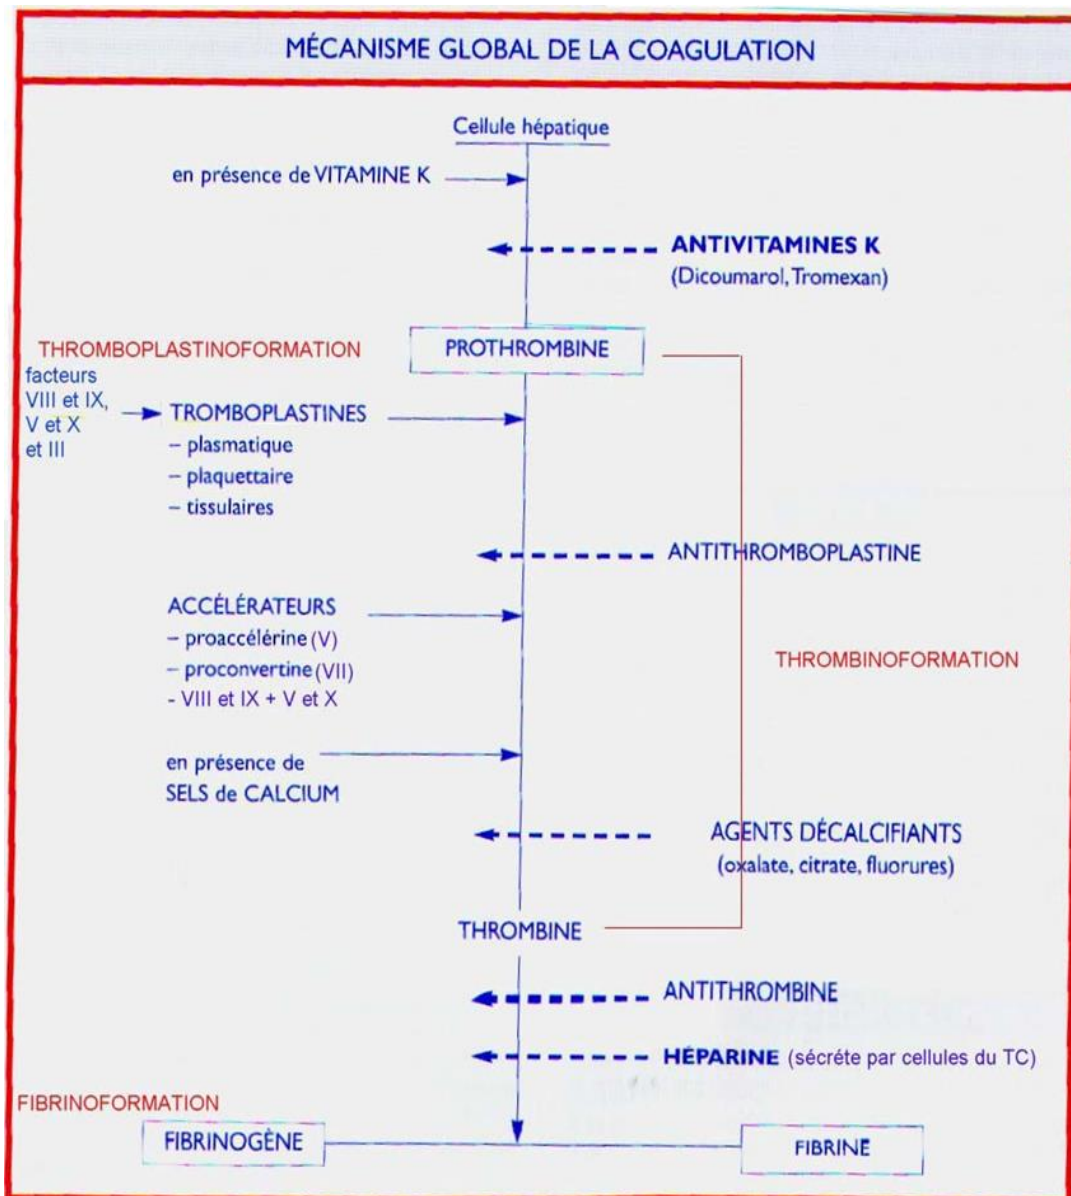 MÉCANISME GLOBAL DE LA COAGULATION
Cellule hépatique
en présence de VITAMINE K
ANTIVITAMINES K
(Dicoumarol, Tromexan)
THROMBOPLASTINOFORMATION
PROTHROMBINE
facteurs
VIII et IX,
V et X
et III
TROMBOPLASTINES
– plasmatique
– plaquettaire
– tissulaires
ANTITHROMBOPLASTINE
ACCÉLÉRATEURS
– proaccélérine (V)
– proconvertine (VII)
- VIII et IX + V et X
THROMBINOFORMATION
en présence de
SELS de CALCIUM
AGENTS DÉCALCIFIANTS
(oxalate, citrate, fluorures)
THROMBINE
ANTITHROMBINE
HÉPARINE (sécréte par cellules du TC)
FIBRINOFORMATION
FIBRINOGÈNE
FIBRINE